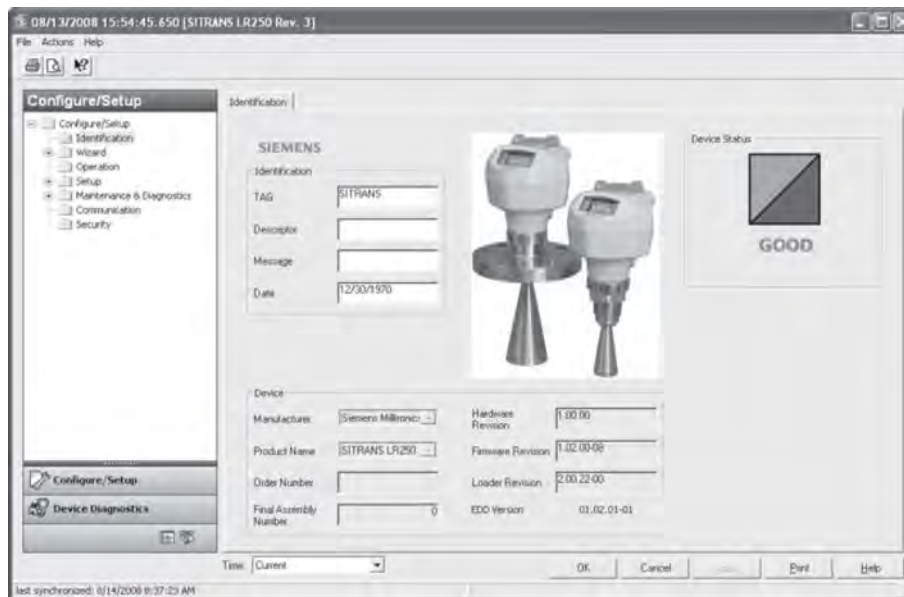 08/13/2008 15:54:45.650 [SITRANS LR250 Rev. 3]
File Actions Help
Configure/Setup
Configure/Setup
Identification
Wizard
Operation
Setup
Maintenance & Diagnostics
Communication
Security
Configure/Setup
Device Diagnostics
Identification
SIEMENS
Identification
TAG SITRANS
Descriptor
Message
Date 12/30/1970
Device Status
GOOD
Device
Manufacturer Siemens Milltronics
Product Name SITRANS LR250
Order Number
Final Assembly Number 0
Hardware Revision 1.00.00
Firmware Revision 1.02.00-08
Loader Revision 2.00.22-00
EDD Version 01.02.01-01
Time: Current
OK Cancel Print Help
last synchronized: 8/14/2008 8:37:23 AM